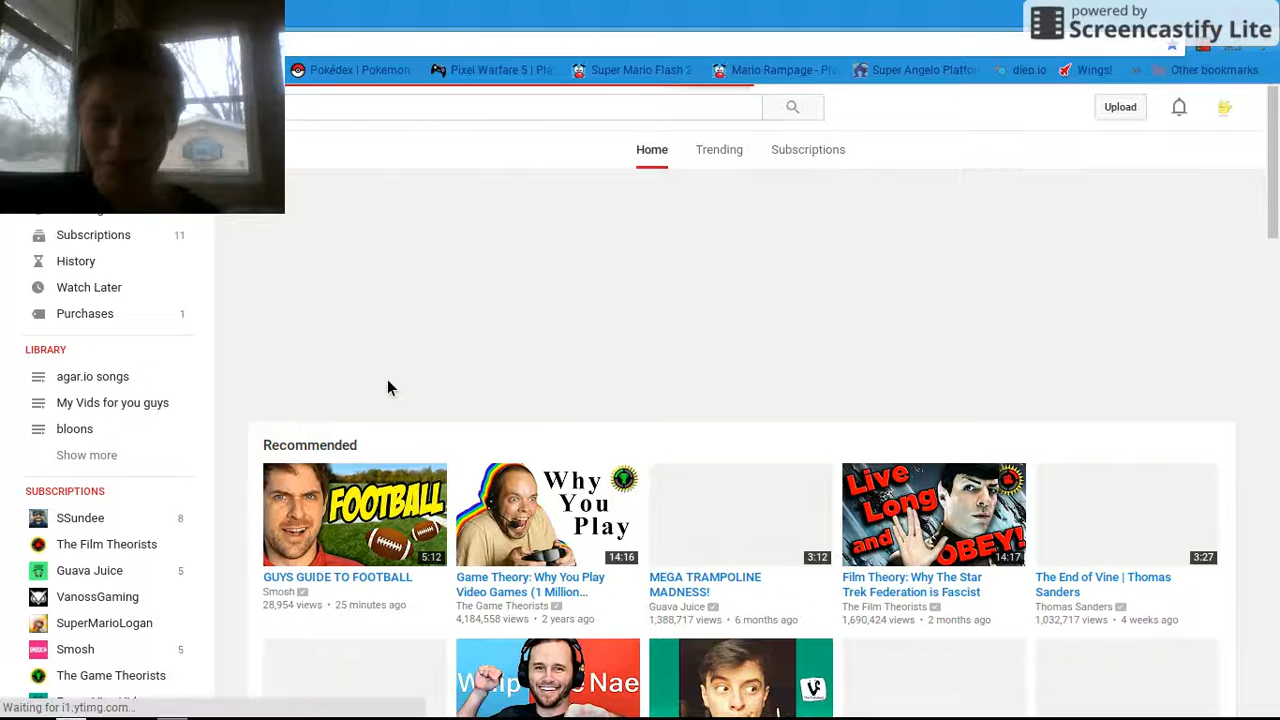 powered by
Screencastify Lite
Pokédex | Pokemon
Pixel Warfare 5 | Pla
Super Mario Flash 2
Mario Rampage - Pla
Super Angelo Platfor
diep.io
Wings!
» Other bookmarks
Upload
Home Trending Subscriptions
Subscriptions 11
History
Watch Later
Purchases 1
LIBRARY
agar.io songs
My Vids for you guys
bloons
Show more
SUBSCRIPTIONS
SSundee 8
The Film Theorists
Guava Juice 5
VanossGaming
SuperMarioLogan
Smosh 5
The Game Theorists
Waiting for i1.ytimg.com...
Recommended
FOOTBALL
5:12
GUYS GUIDE TO FOOTBALL
Smosh
28,954 views • 25 minutes ago
Why
You
Play
14:16
Game Theory: Why You Play
Video Games (1 Million...
The Game Theorists
4,184,558 views • 2 years ago
3:12
MEGA TRAMPOLINE
MADNESS!
Guava Juice
1,388,717 views • 6 months ago
Live
Long
and
OBEY!
14:17
Film Theory: Why The Star
Trek Federation is Fascist
The Film Theorists
1,690,424 views • 2 months ago
3:27
The End of Vine | Thomas
Sanders
Thomas Sanders
1,032,717 views • 4 weeks ago
Nae